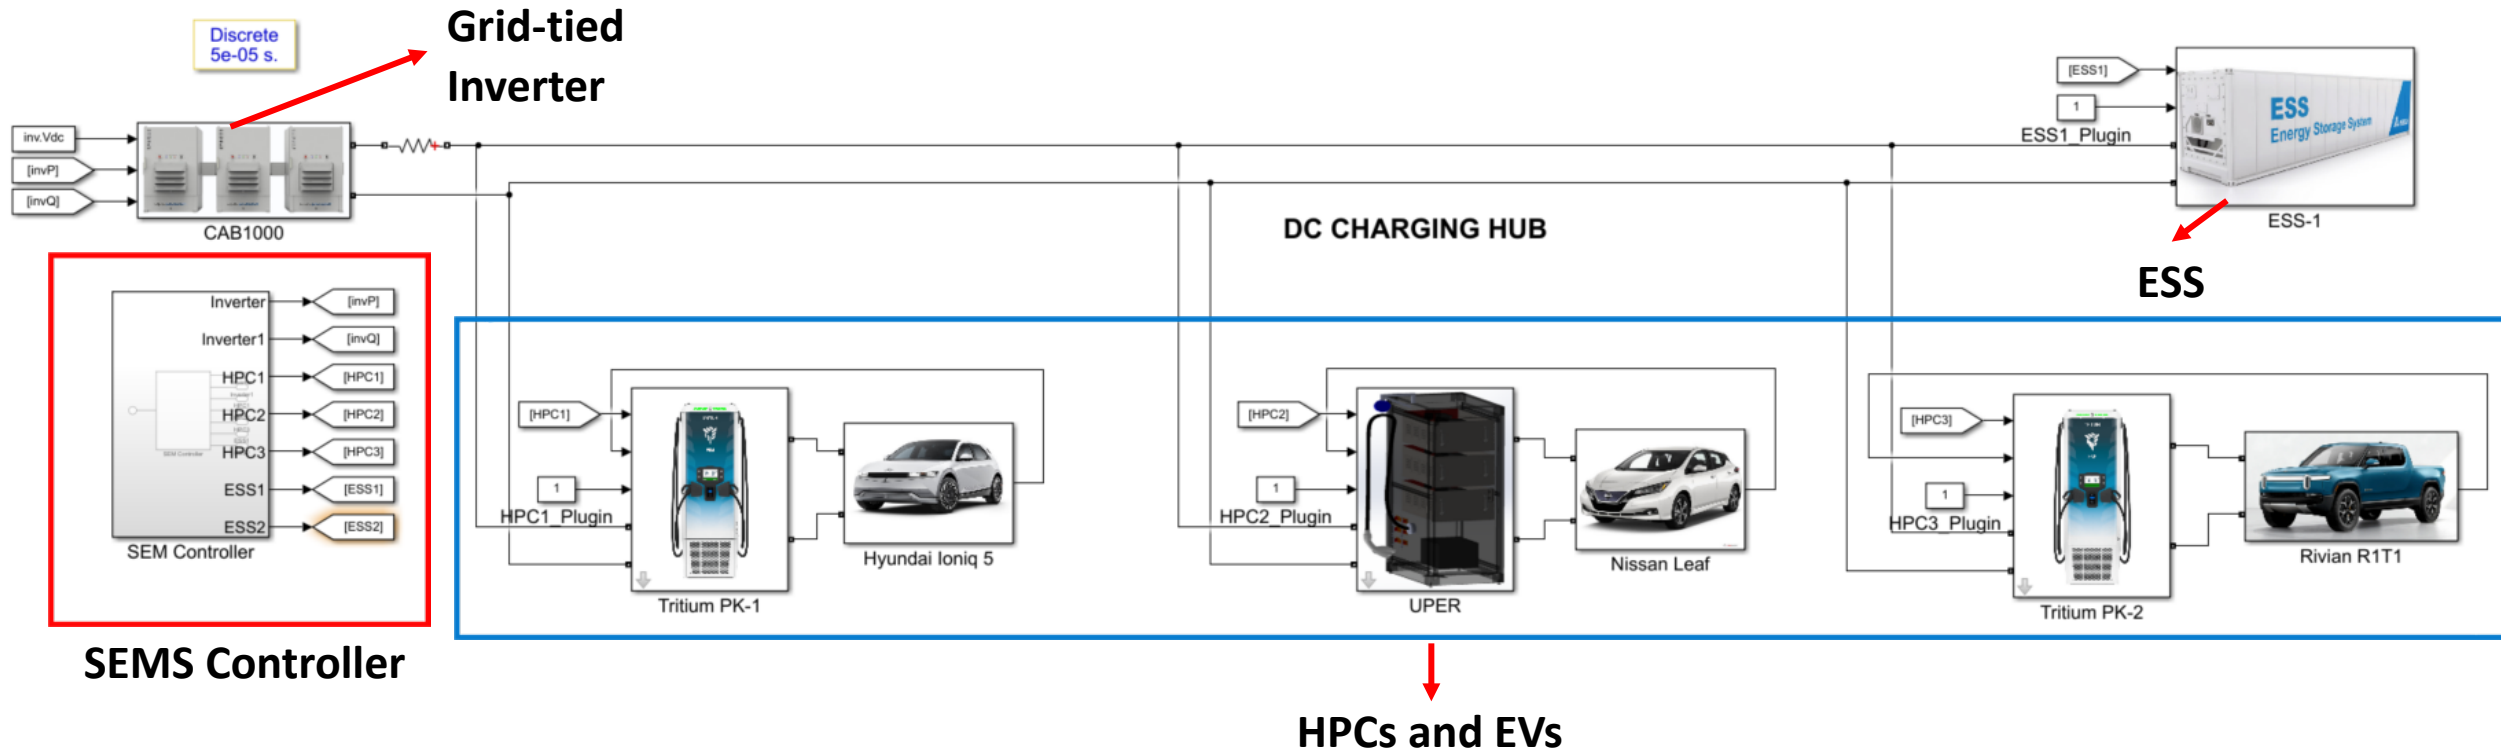 Discrete
5e-05 s.
Grid-tied
Inverter
inv.Vdc
[invP]
[invQ]
CAB1000
[ESS1]
1
ESS1_Plugin
ESS
Energy Storage System
ESS-1
ESS
DC CHARGING HUB
Inverter
[invP]
Inverter1
[invQ]
HPC1
[HPC1]
HPC2
[HPC2]
HPC3
[HPC3]
ESS1
[ESS1]
ESS2
[ESS2]
SEM Controller
SEM Controller
SEMS Controller
[HPC1]
1
HPC1_Plugin
Tritium PK-1
Hyundai Ioniq 5
[HPC2]
1
HPC2_Plugin
UPER
Nissan Leaf
[HPC3]
1
HPC3_Plugin
Tritium PK-2
Rivian R1T1
HPCs and EVs